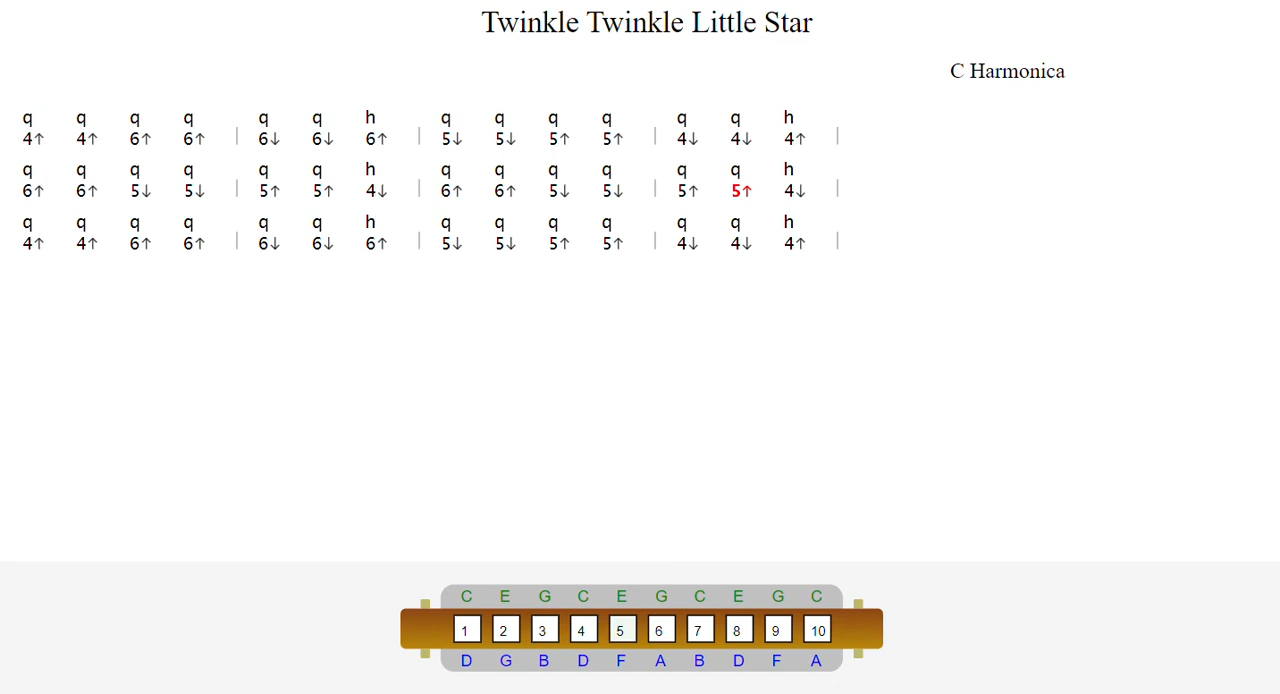 Twinkle Twinkle Little Star
C Harmonica
q q q q q q h q q q q q q h
4↑ 4↑ 6↑ 6↑ | 6↓ 6↓ 6↑ | 5↓ 5↓ 5↑ 5↑ | 4↓ 4↓ 4↑ |
q q q q q q h q q q q q q h
6↑ 6↑ 5↓ 5↓ | 5↑ 5↑ 4↓ | 6↑ 6↑ 5↓ 5↓ | 5↑ 5↑ 4↓ |
q q q q q q h q q q q q q h
4↑ 4↑ 6↑ 6↑ | 6↓ 6↓ 6↑ | 5↓ 5↓ 5↑ 5↑ | 4↓ 4↓ 4↑ |
C E G C E G C E G C
1 2 3 4 5 6 7 8 9 10
D G B D F A B D F A